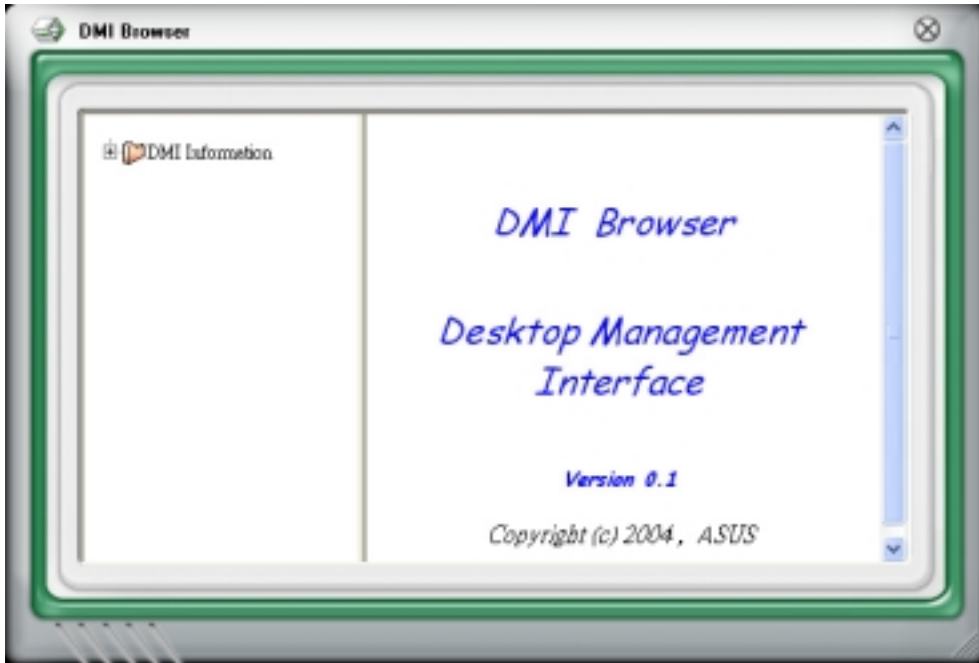 DMI Browser
DMI Information
DMI Browser
Desktop Management
Interface
Version 0.1
Copyright (c) 2004, ASUS